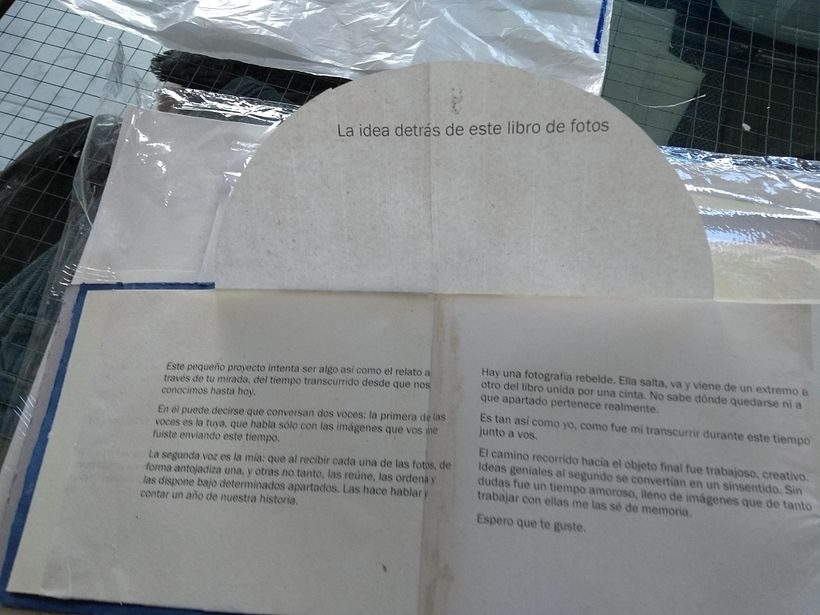 La idea detrás de este libro de fotos
Este pequeño proyecto intenta ser algo así como el relato a
través de tu mirada, del tiempo transcurrido desde que nos
conocimos hasta hoy.
En él puede decirse que conversan dos voces: la primera de las
voces es la tuya, que habla sólo con las imágenes que vos me
fuiste enviando este tiempo.
La segunda voz es la mía: que al recibir cada una de las fotos, de
forma antojadiza una, y otras no tanto, las reúne, las ordena y
las dispone bajo determinados apartados. Las hace hablar y
contar un año de nuestra historia.
Hay una fotografía rebelde. Ella salta, va y viene de un extremo a
otro del libro unida por una cinta. No sabe dónde quedarse ni a
que apartado pertenece realmente.
Es tan así como yo, como fue mi transcurrir durante este tiempo
junto a vos.
El camino recorrido hacia el objeto final fue trabajoso, creativo.
Ideas geniales al segundo se convertían en un sinsentido. Sin
dudas fue un tiempo amoroso, lleno de imágenes que de tanto
trabajar con ellas me las sé de memoria.
Espero que te guste.